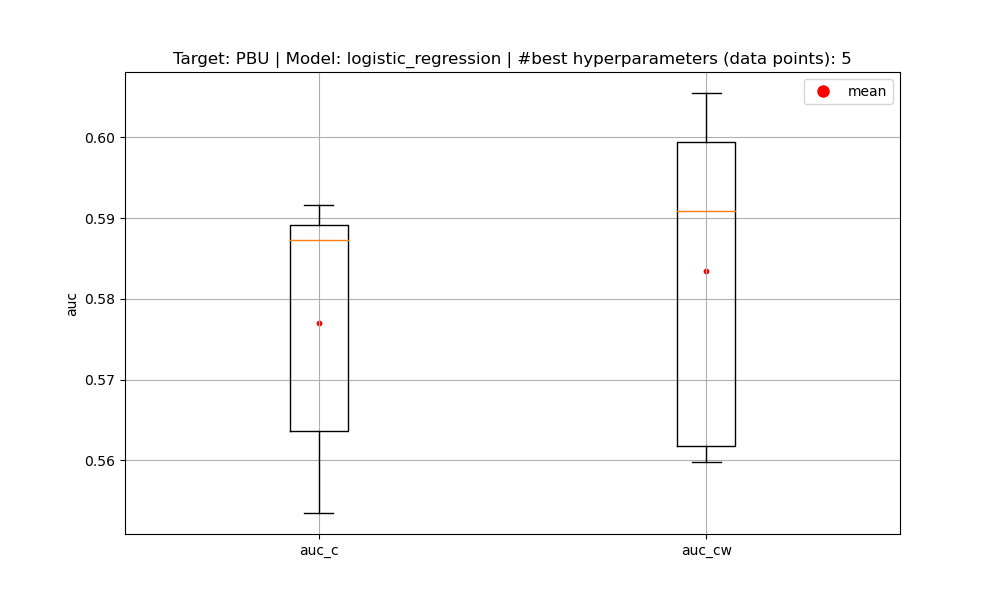 Target: PBU | Model: logistic_regression | #best hyperparameters (data points): 5
mean
0.60
0.59
0.58
0.57
0.56
auc
auc_c
auc_cw